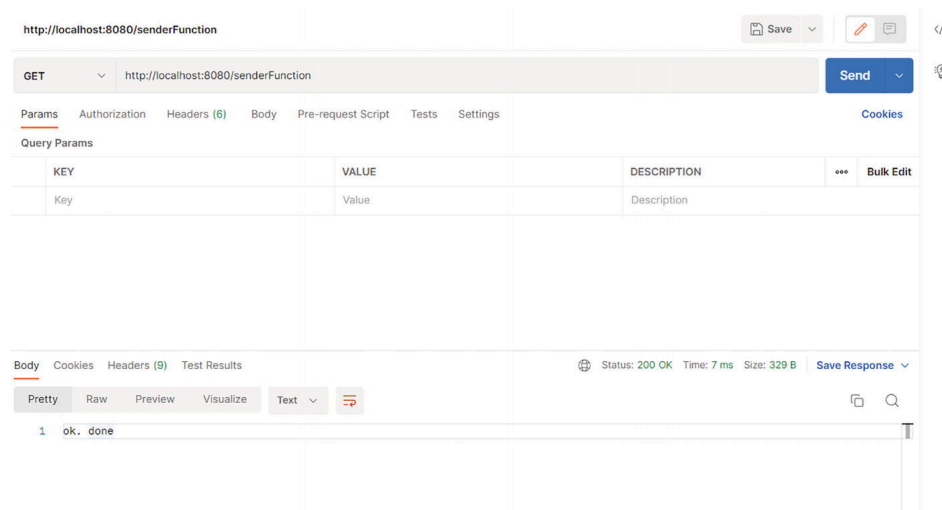 http://localhost:8080/senderFunction Save
GET http://localhost:8080/senderFunction Send
Params Authorization Headers (6) Body Pre-request Script Tests Settings Cookies
Query Params
KEY VALUE DESCRIPTION Bulk Edit
Key Value Description
Body Cookies Headers (9) Test Results Status: 200 OK Time: 7 ms Size: 329 B Save Response
Pretty Raw Preview Visualize Text
1 ok. done